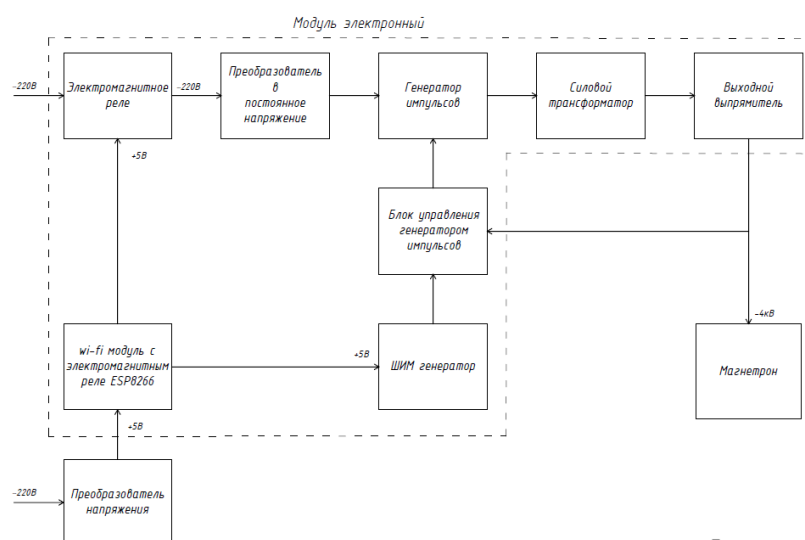 Модуль электронный
~220В
Электромагнитное
реле
~220В
Преобразователь
в
постоянное
напряжение
Генератор
импульсов
Силовой
трансформатор
Выходной
выпрямитель
+5В
Блок управления
генератором
импульсов
-4кВ
wi-fi модуль с
электромагнитным
реле ESP8266
+5В
ШИМ генератор
Магнетрон
+5В
~220В
Преобразователь
напряжения